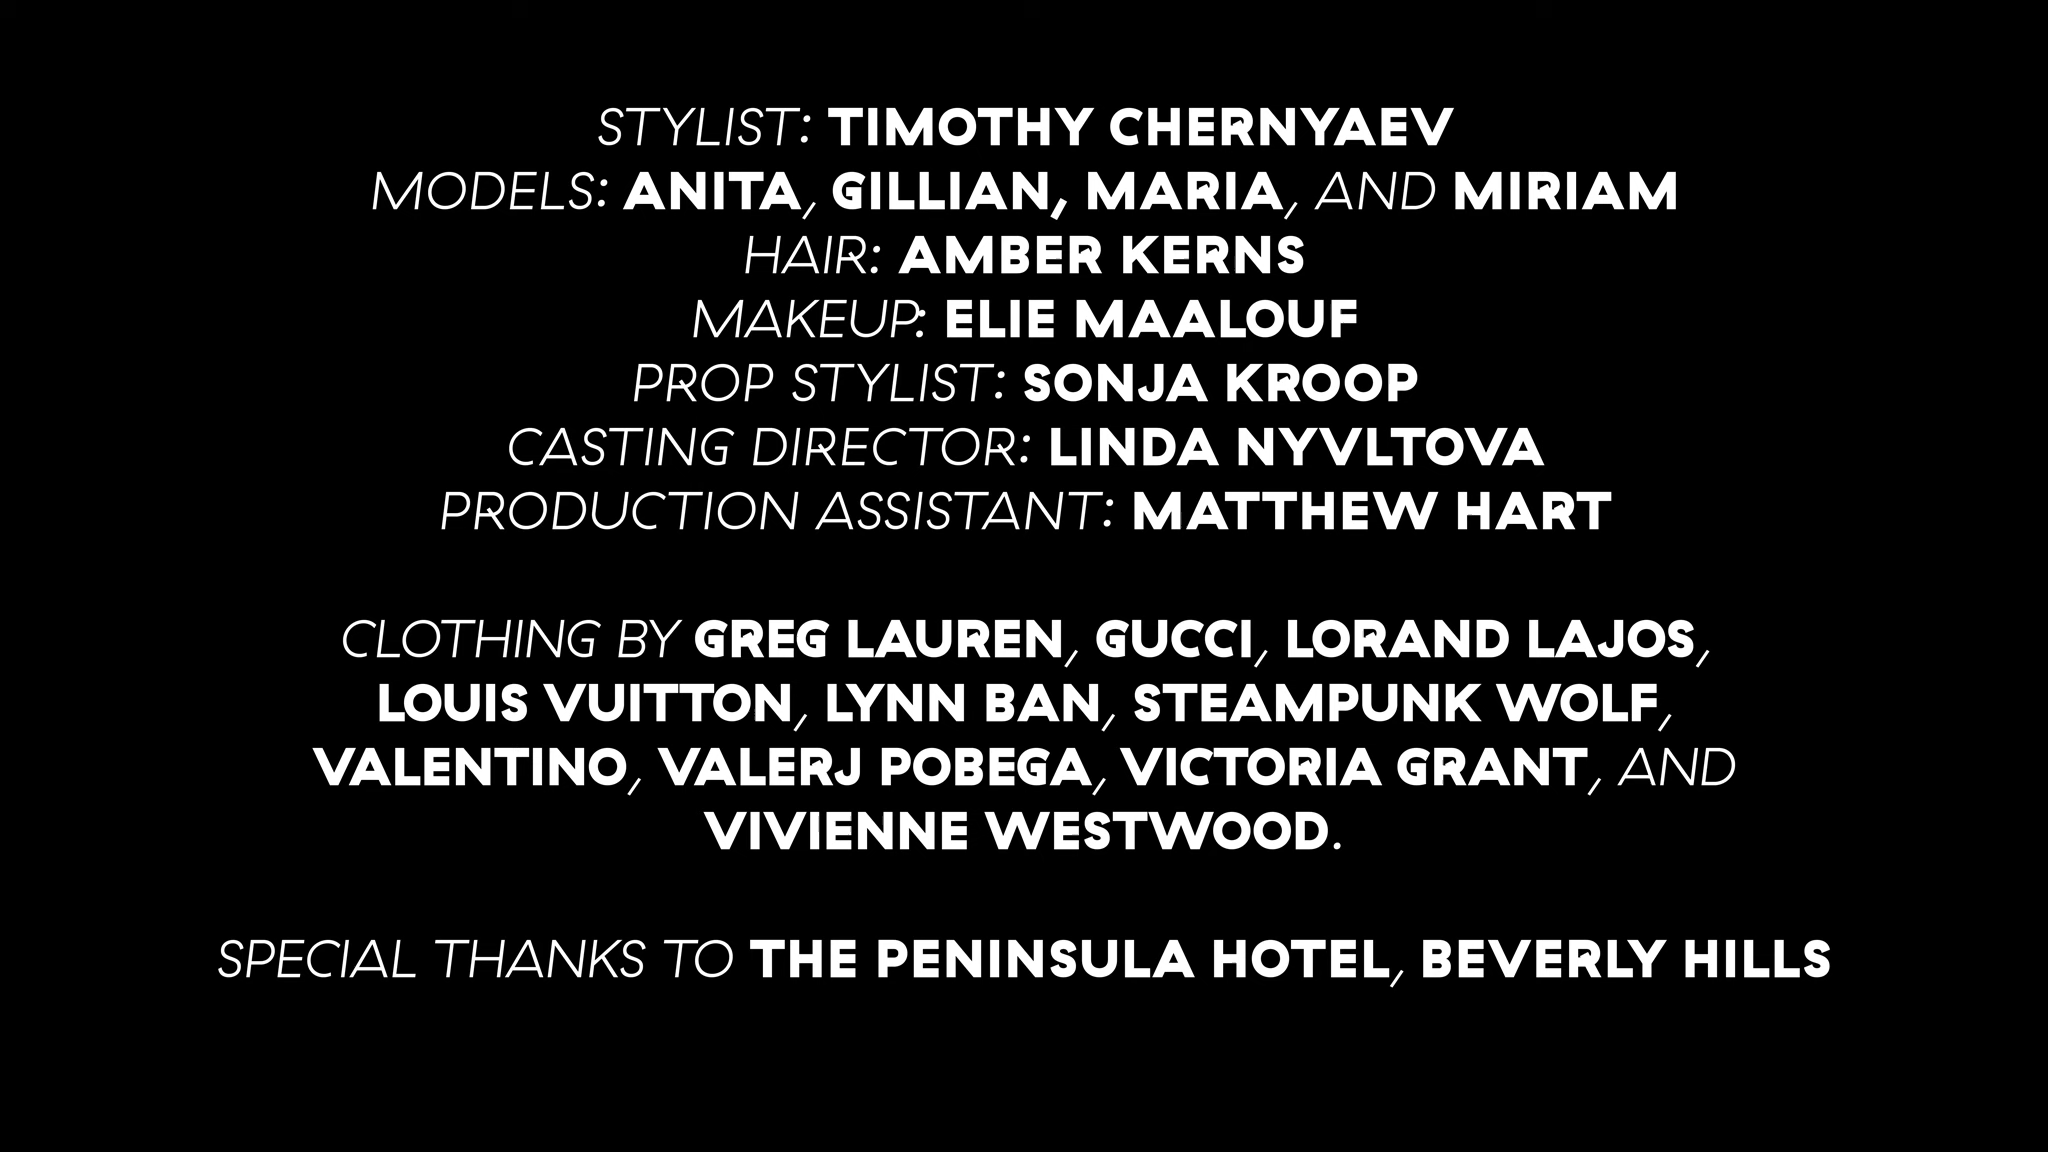 STYLIST: TIMOTHY CHERNYAEV
MODELS: ANITA, GILLIAN, MARIA, AND MIRIAM
HAIR: AMBER KERNS
MAKEUP: ELIE MAALOUF
PROP STYLIST: SONJA KROOP
CASTING DIRECTOR: LINDA NYVLTOVA
PRODUCTION ASSISTANT: MATTHEW HART
CLOTHING BY GREG LAUREN, GUCCI, LORAND LAJOS,
LOUIS VUITTON, LYNN BAN, STEAMPUNK WOLF,
VALENTINO, VALERJ POBEGA, VICTORIA GRANT, AND
VIVIENNE WESTWOOD.
SPECIAL THANKS TO THE PENINSULA HOTEL, BEVERLY HILLS